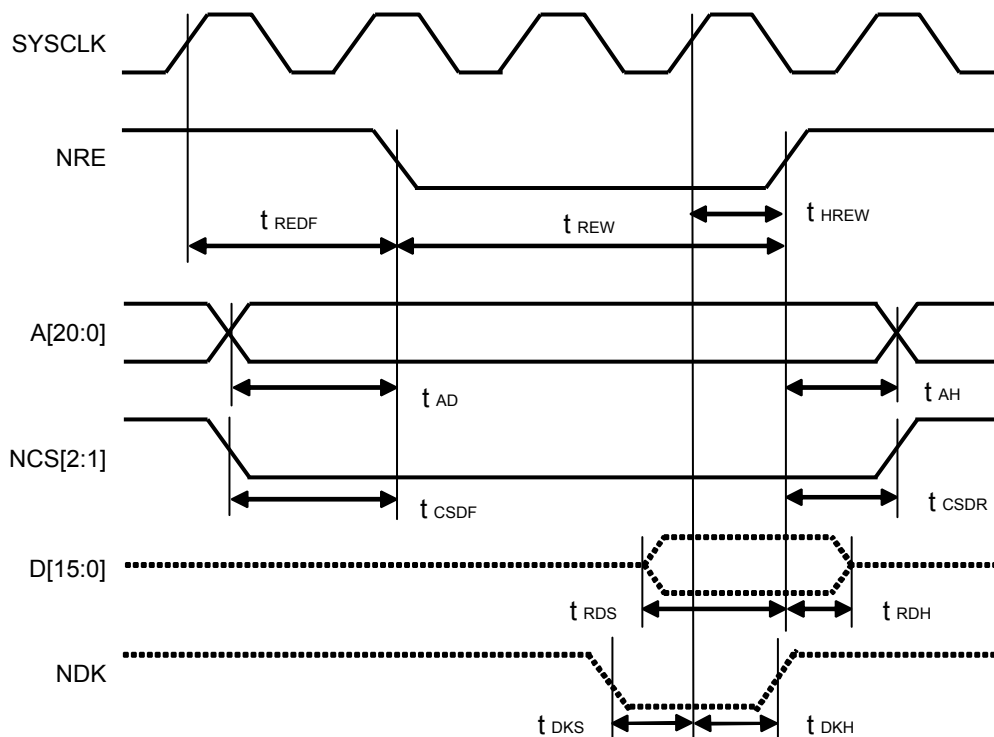 SYSCLK
NRE
t REDF
t REW
t HREW
A[20:0]
t AD
t AH
NCS[2:1]
t CSDF
t CSDR
D[15:0]
t RDS
t RDH
NDK
t DKS
t DKH